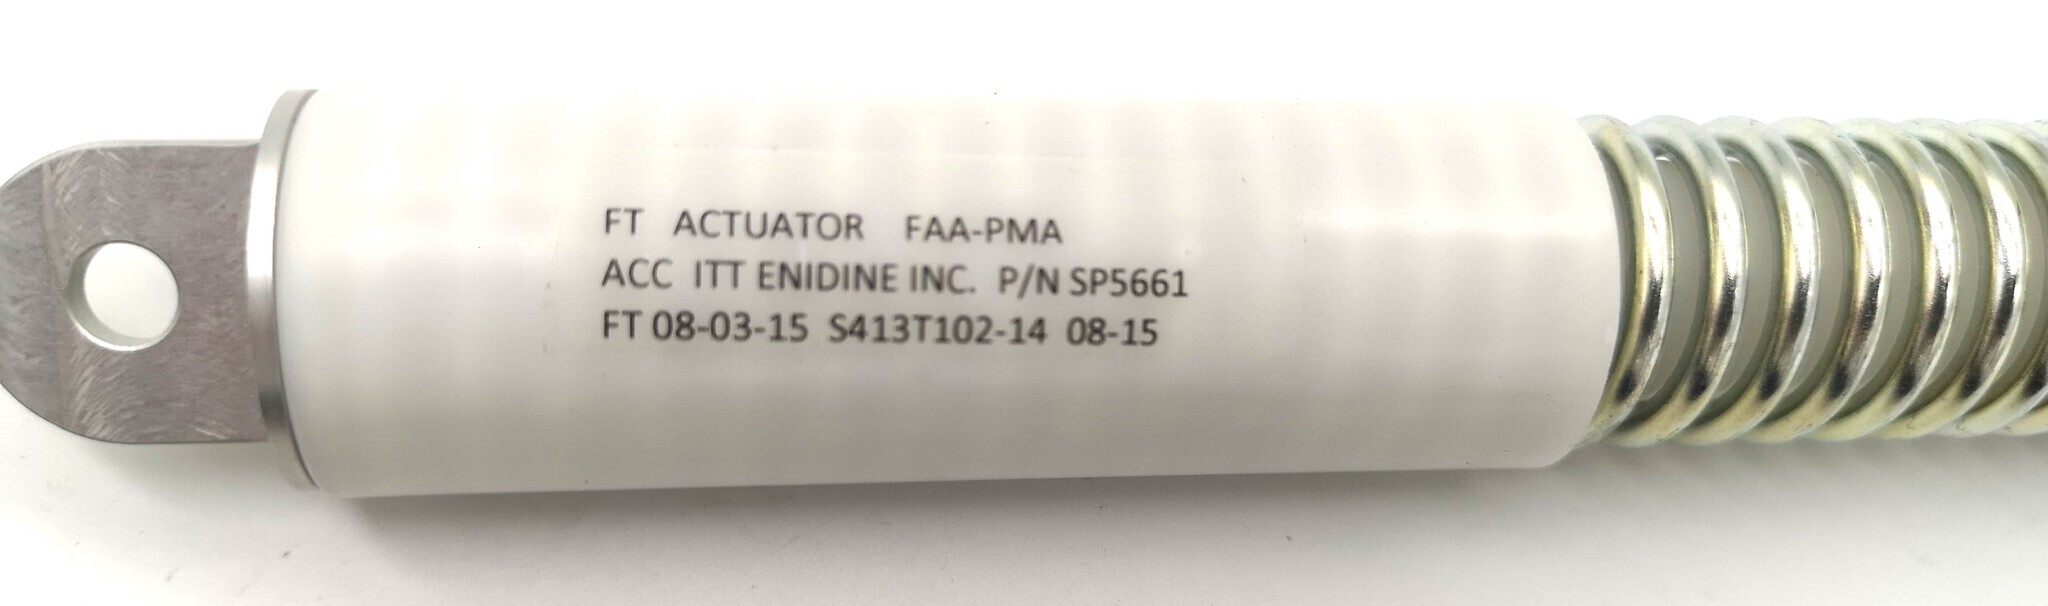 FT ACTUATOR FAA-PMA
ACC ITT ENIDINE INC. P/N SP5661
FT 08-03-15 S413T102-14 08-15